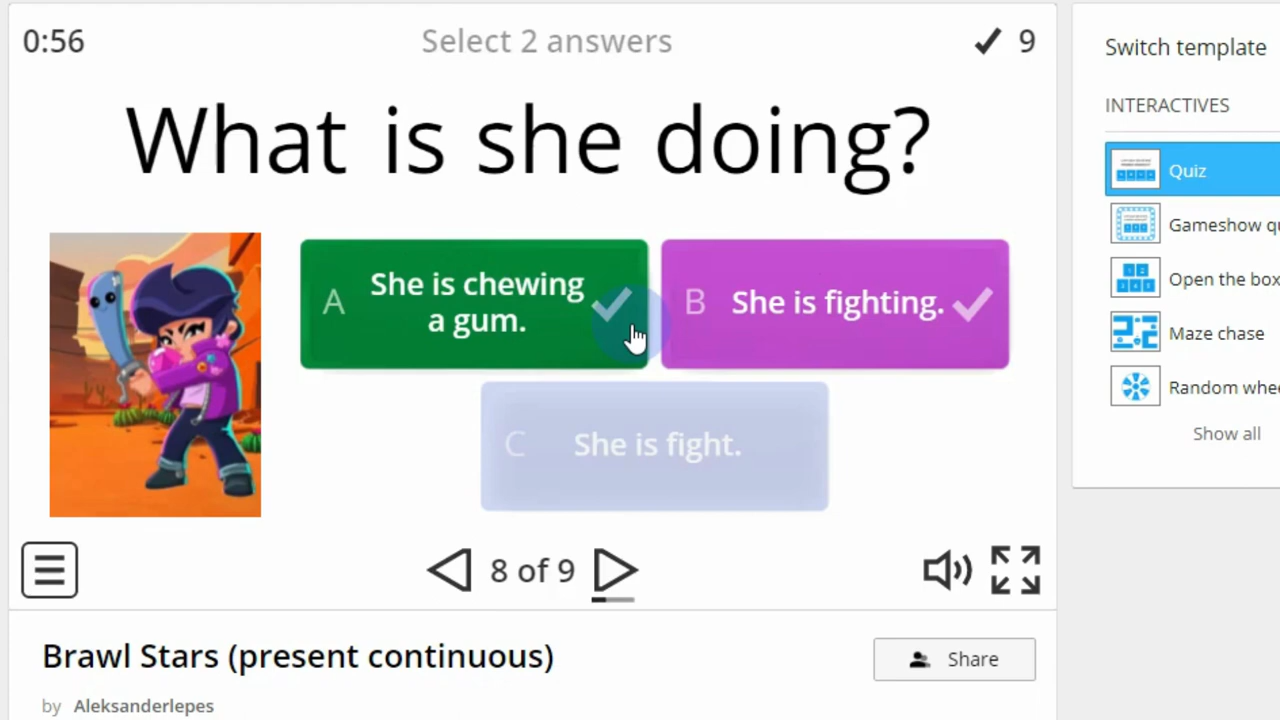 0:56
Select 2 answers
9
What is she doing?
A
She is chewing
a gum.
B
She is fighting.
C
She is fight.
8 of 9
Brawl Stars (present continuous)
Share
by Aleksanderlepes
Switch template
INTERACTIVES
Quiz
Gameshow qu
Open the box
Maze chase
Random whee
Show all